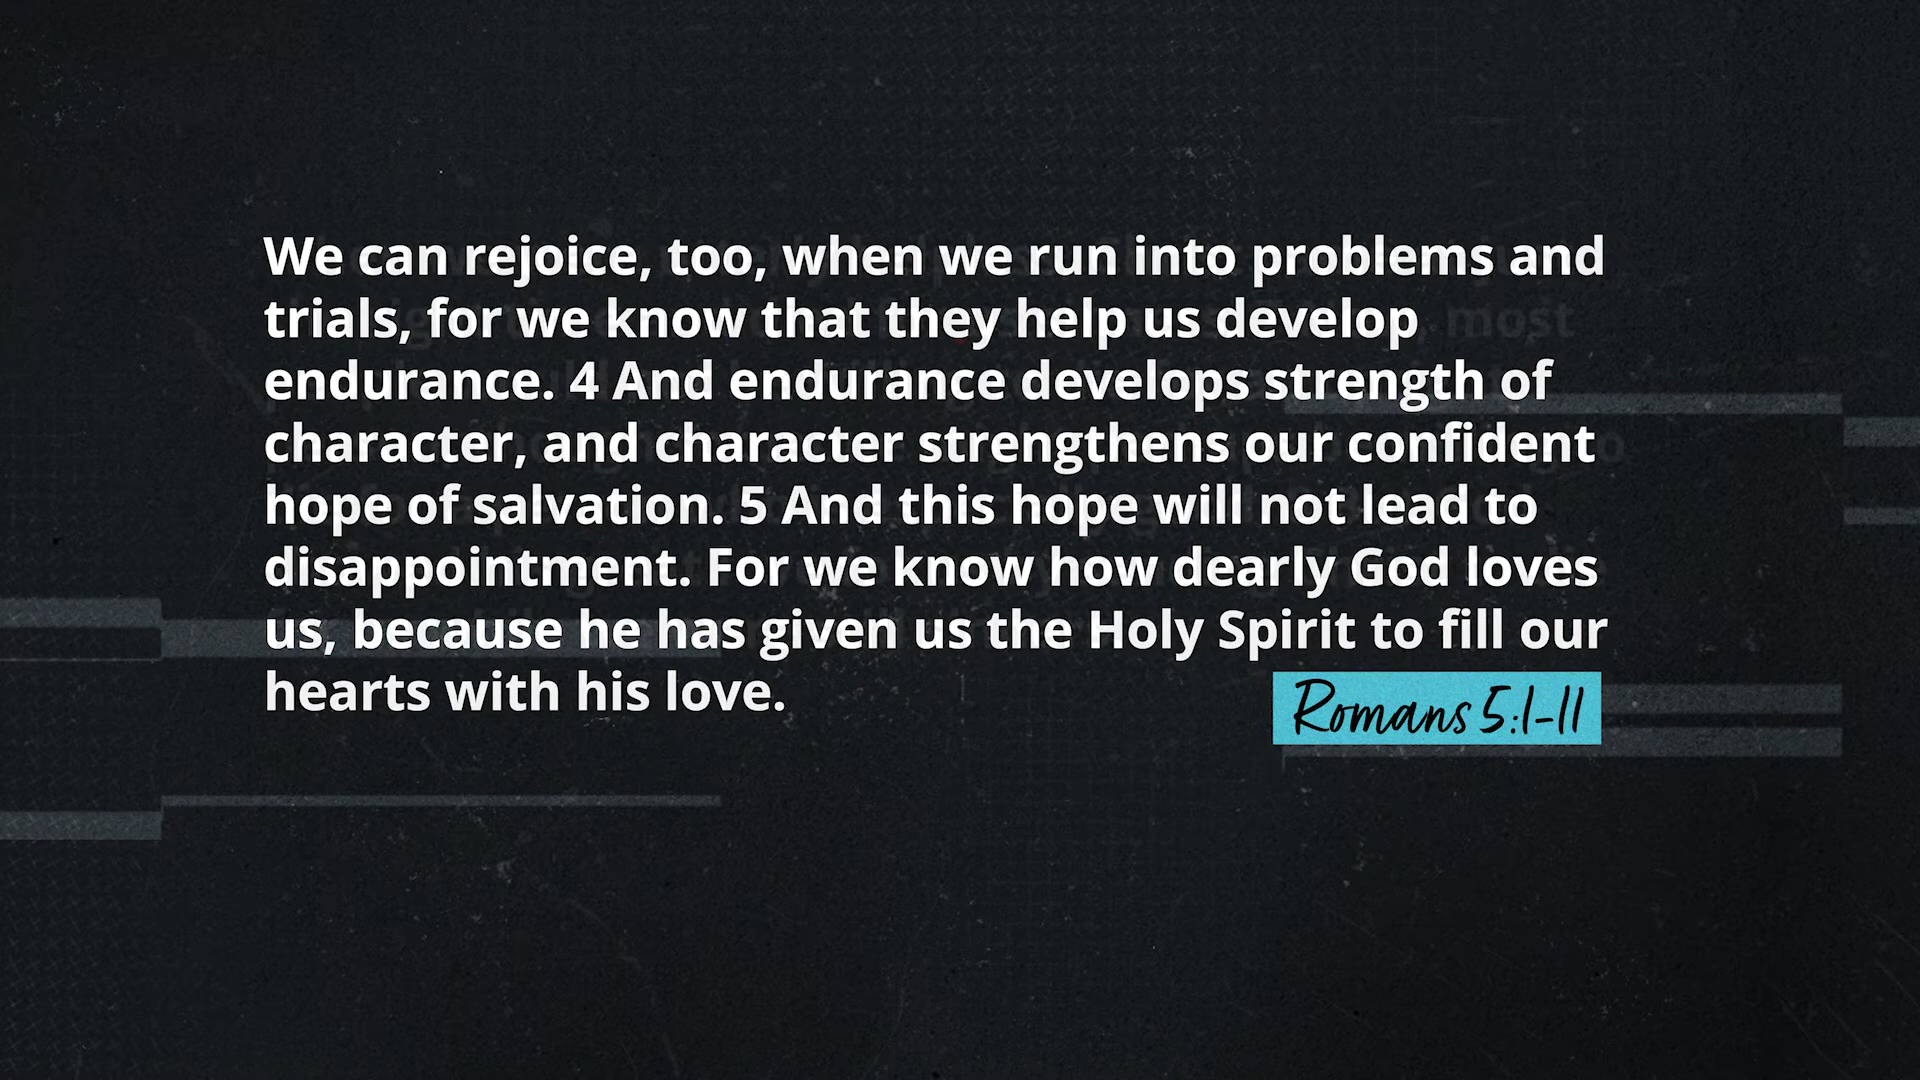 We can rejoice, too, when we run into problems and
trials, for we know that they help us develop
endurance. 4 And endurance develops strength of
character, and character strengthens our confident
hope of salvation. 5 And this hope will not lead to
disappointment. For we know how dearly God loves
us, because he has given us the Holy Spirit to fill our
hearts with his love.
Romans 5:1-11